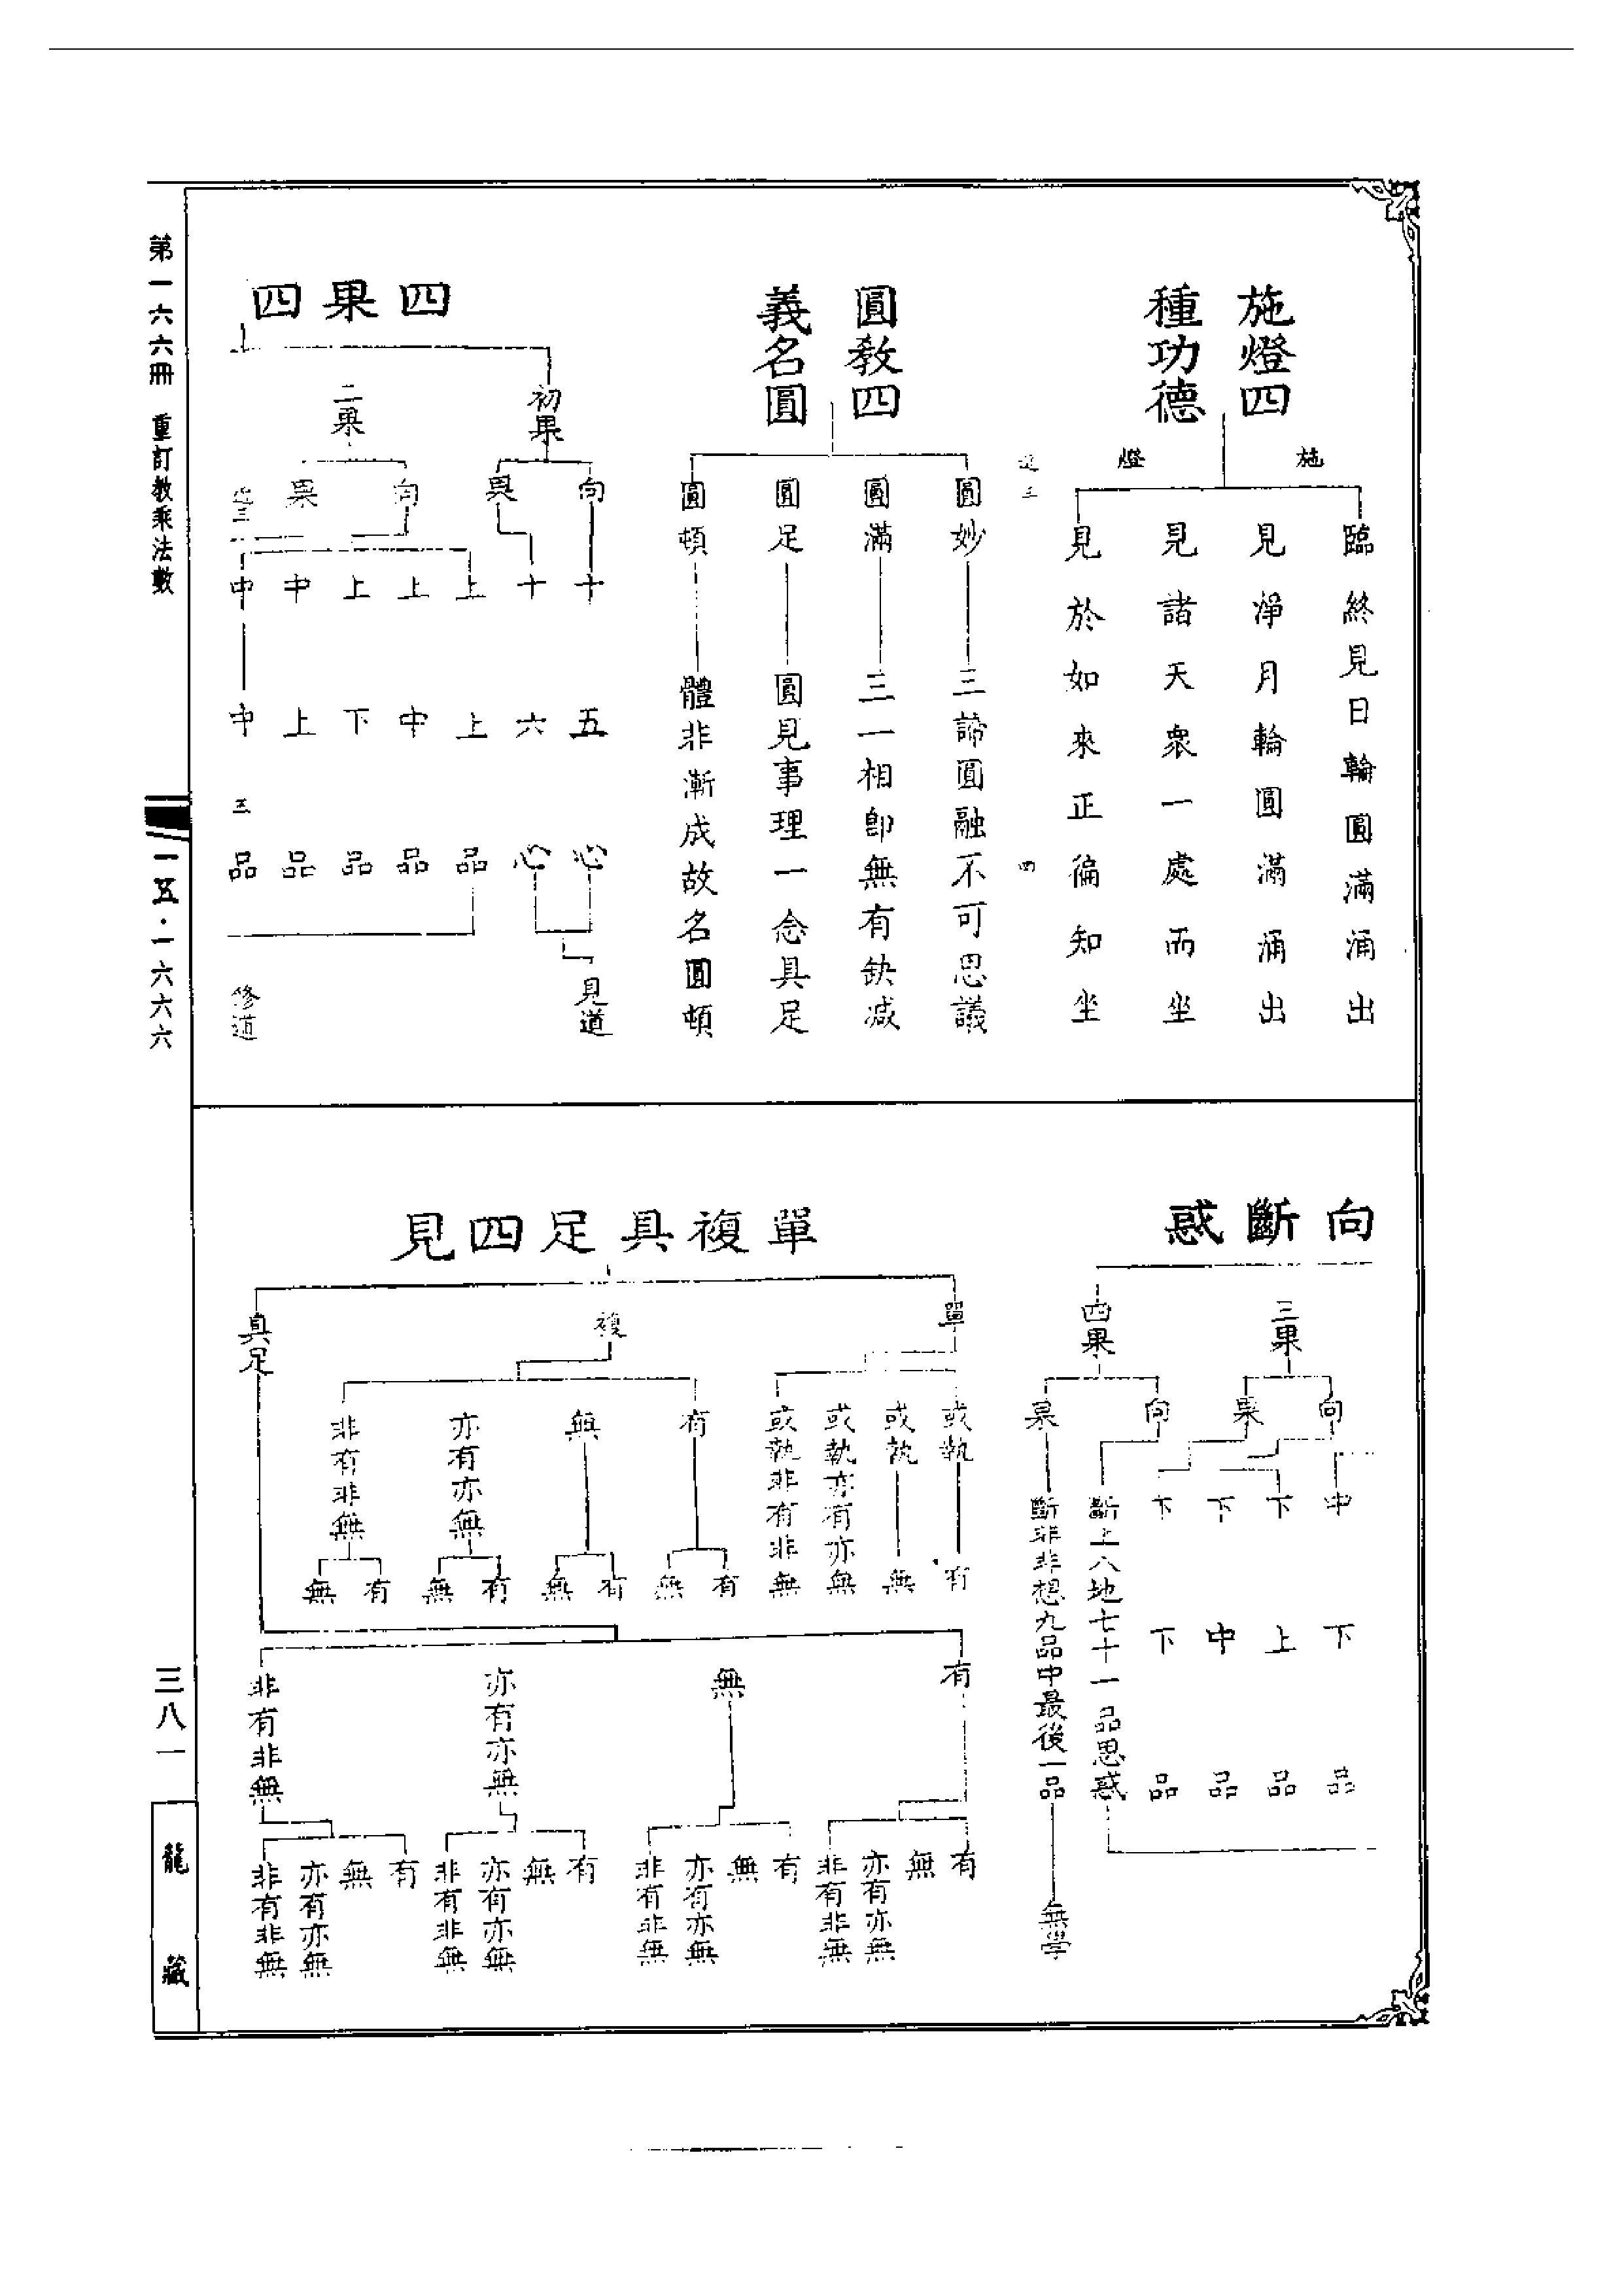 施燈四
種功德
施
燈
臨終見日輪圓滿涌出
見淨月輪圓滿涌出
見諸天衆一處而坐
見於如來正徧知坐
四
圓教四
義名圓
圓妙
三諦圓融不可思議
圓滿
三一相卽無有缺減
圓足
圓見事理一念具足
圓頓
體非漸成故名圓頓
四果四
初果
向
十五心
果
十六心
見道
二果
向
果
上上品
上中品
上下品
中上品
中中品
三
修道
向斷惑
三果
向
果
中下品
下上品
下中品
下下品
四果
向
斷上八地七十一品思惑
果
斷非非想九品中最後一品
無學
單複具足四見
單
或執有
或執無
或執亦有亦無
或執非有非無
複
有
有
無
無
有
無
亦有亦無
有
無
非有非無
有
無
具足
有
有
無
亦有亦無
非有非無
無
有
無
亦有亦無
非有非無
亦有亦無
有
無
亦有亦無
非有非無
非有非無
有
無
亦有亦無
非有非無
第一六六冊 重訂教乘法數
一五·一六六六
三八一
龍藏